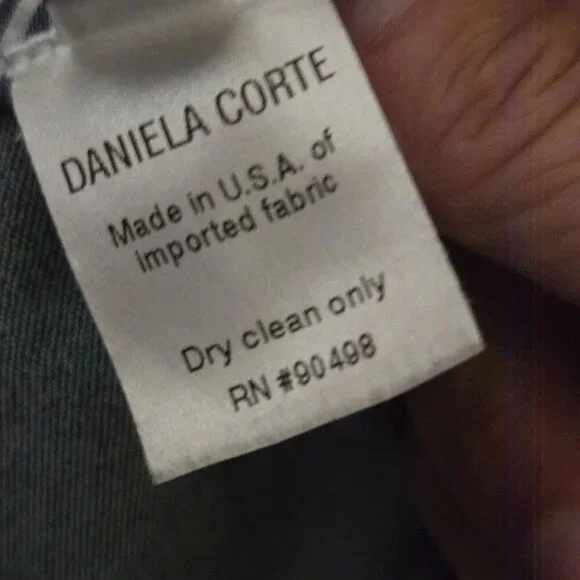 DANIELA CORTE
Made in U.S.A. of
imported fabric
Dry clean only
RN #90498